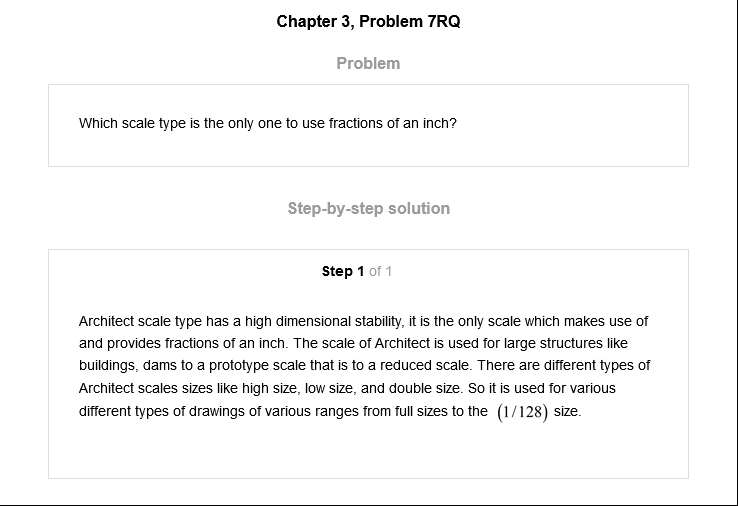 Chapter 3, Problem 7RQ
Problem
Which scale type is the only one to use fractions of an inch?
Step-by-step solution
Step 1 of 1
Architect scale type has a high dimensional stability, it is the only scale which makes use of
and provides fractions of an inch. The scale of Architect is used for large structures like
buildings, dams to a prototype scale that is to a reduced scale. There are different types of
Architect scales sizes like high size, low size, and double size. So it is used for various
different types of drawings of various ranges from full sizes to the (1/128) size.